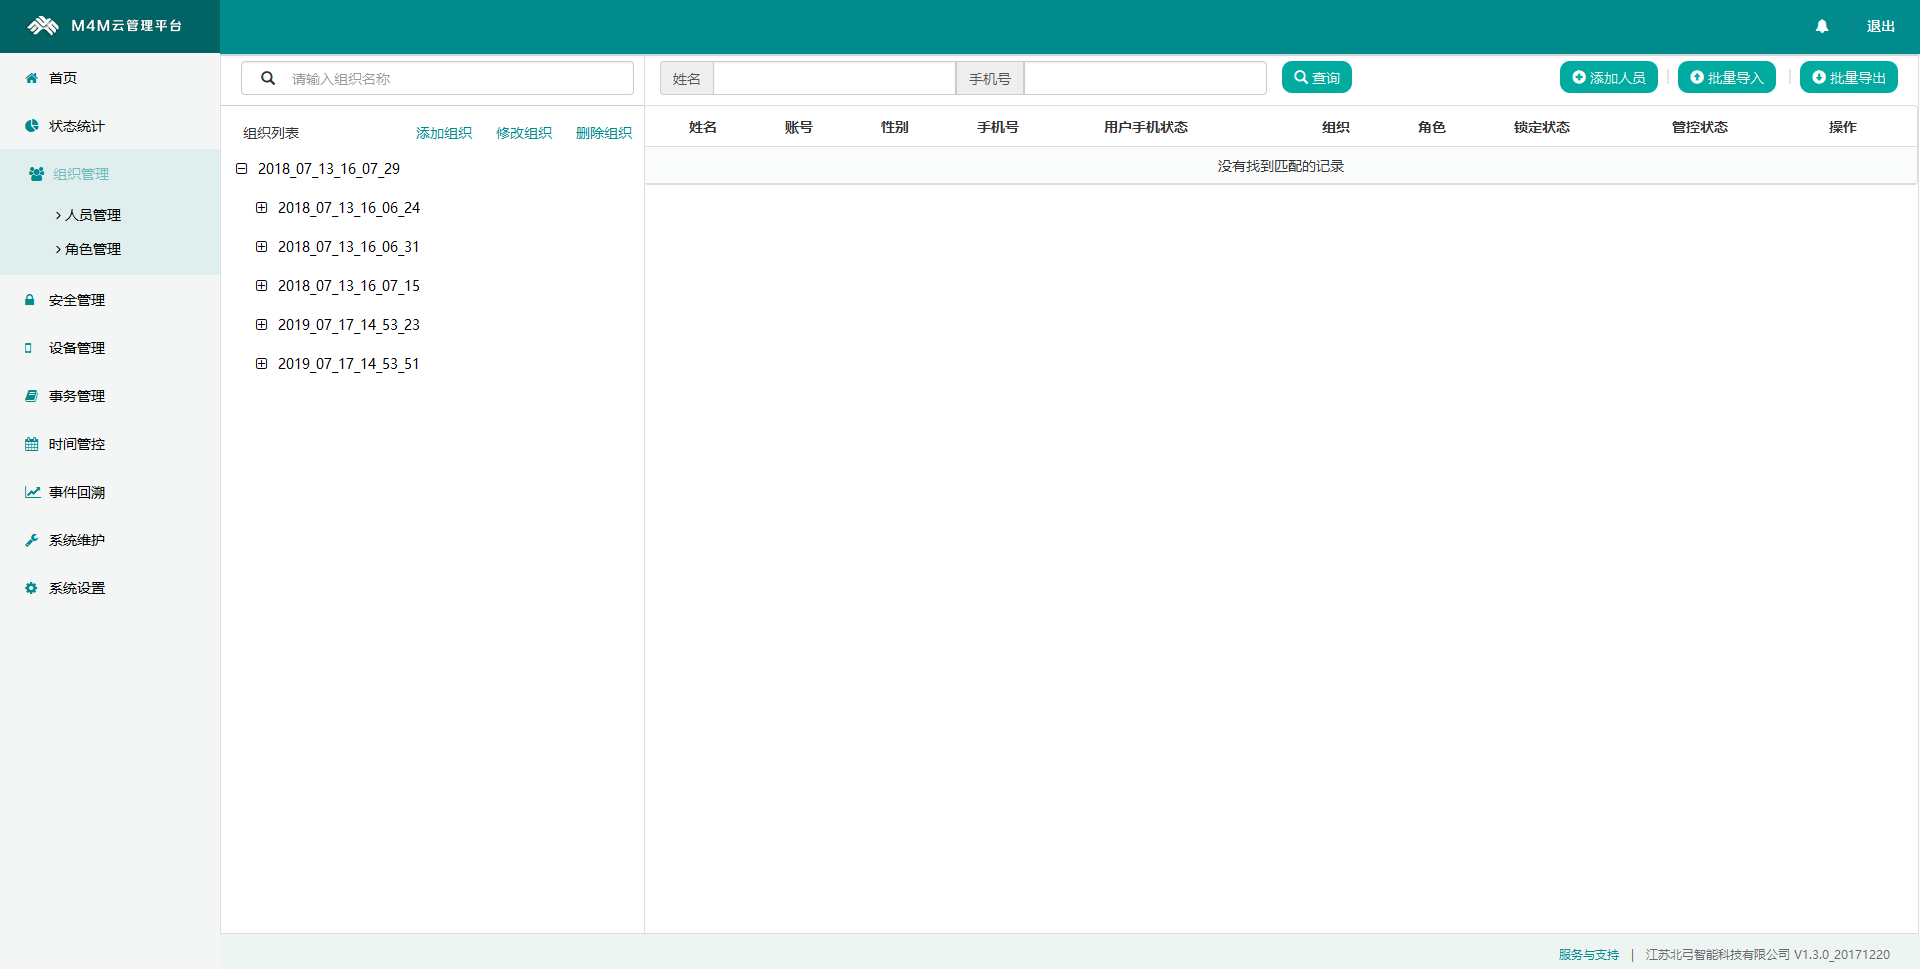 M4M云管理平台
退出
首页
状态统计
组织管理
人员管理
角色管理
安全管理
设备管理
事务管理
时间管控
事件回溯
系统维护
系统设置
请输入组织名称
组织列表 添加组织 修改组织 删除组织
2018_07_13_16_07_29
2018_07_13_16_06_24
2018_07_13_16_06_31
2018_07_13_16_07_15
2019_07_17_14_53_23
2019_07_17_14_53_51
姓名 手机号 查询 添加人员 | 批量导入 | 批量导出
姓名 账号 性别 手机号 用户手机状态 组织 角色 锁定状态 管控状态 操作
没有找到匹配的记录
服务与支持 | 江苏北弓智能科技有限公司 V1.3.0_20171220